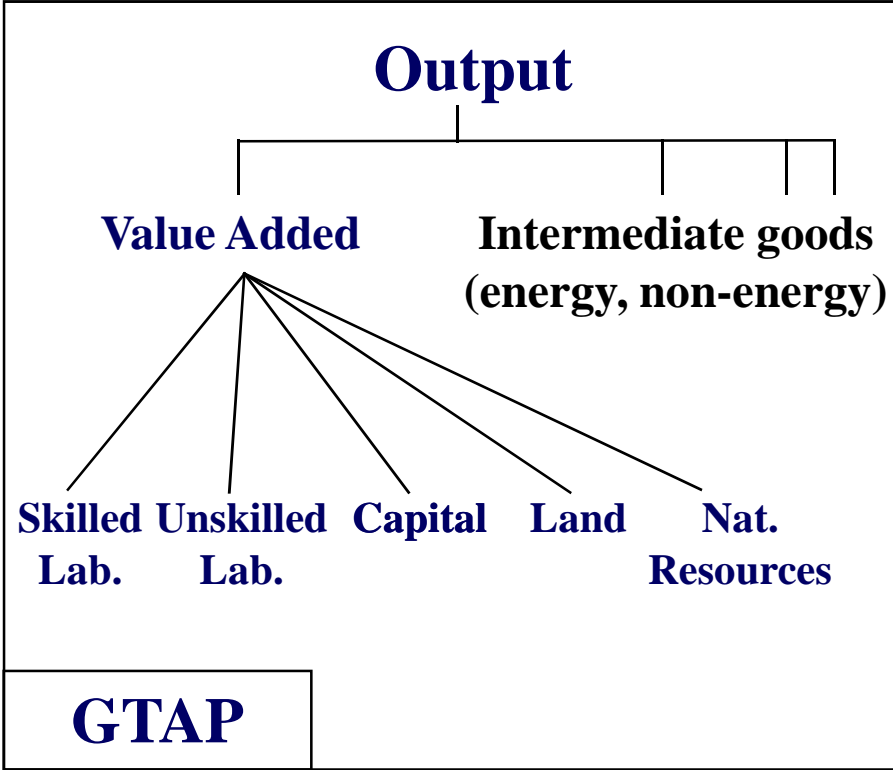 Output
Value Added
Intermediate goods
(energy, non-energy)
Skilled Lab.
Unskilled Lab.
Capital
Land
Nat. Resources
GTAP